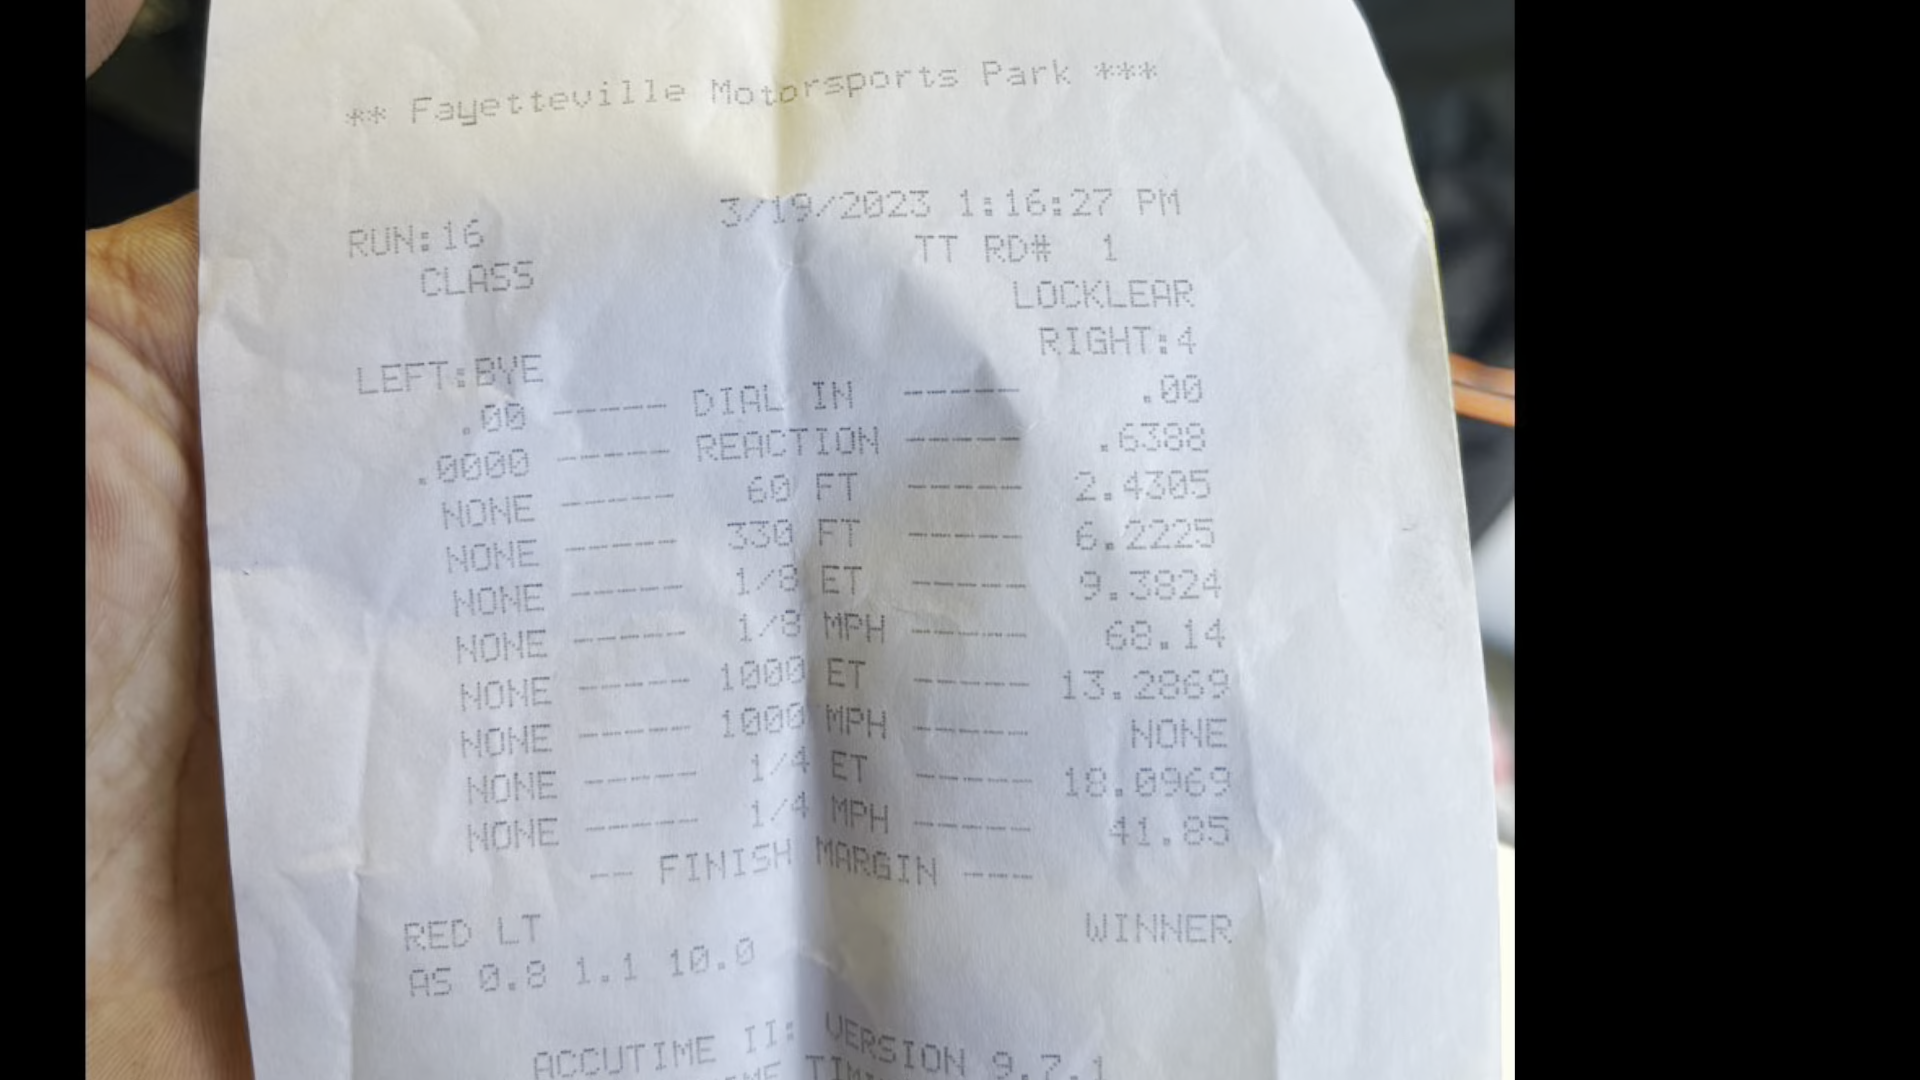 ** Fayetteville Motorsports Park ***
3/19/2023 1:16:27 PM
RUN:16 TT RD# 1
CLASS LOCKLEAR
LEFT:BYE RIGHT:4
.00 ----- DIAL IN ----- .00
.0000 ----- REACTION ----- .6388
NONE ----- 60 FT ----- 2.4305
NONE ----- 330 FT ----- 6.2225
NONE ----- 1/8 ET ----- 9.3824
NONE ----- 1/8 MPH ----- 68.14
NONE ----- 1000 ET ----- 13.2869
NONE ----- 1000 MPH ----- NONE
NONE ----- 1/4 ET ----- 18.0969
NONE ----- 1/4 MPH ----- 41.85
-- FINISH MARGIN ---
RED LT WINNER
AS 0.8 1.1 10.0
ACCUTIME II: VERSION 9.7.1